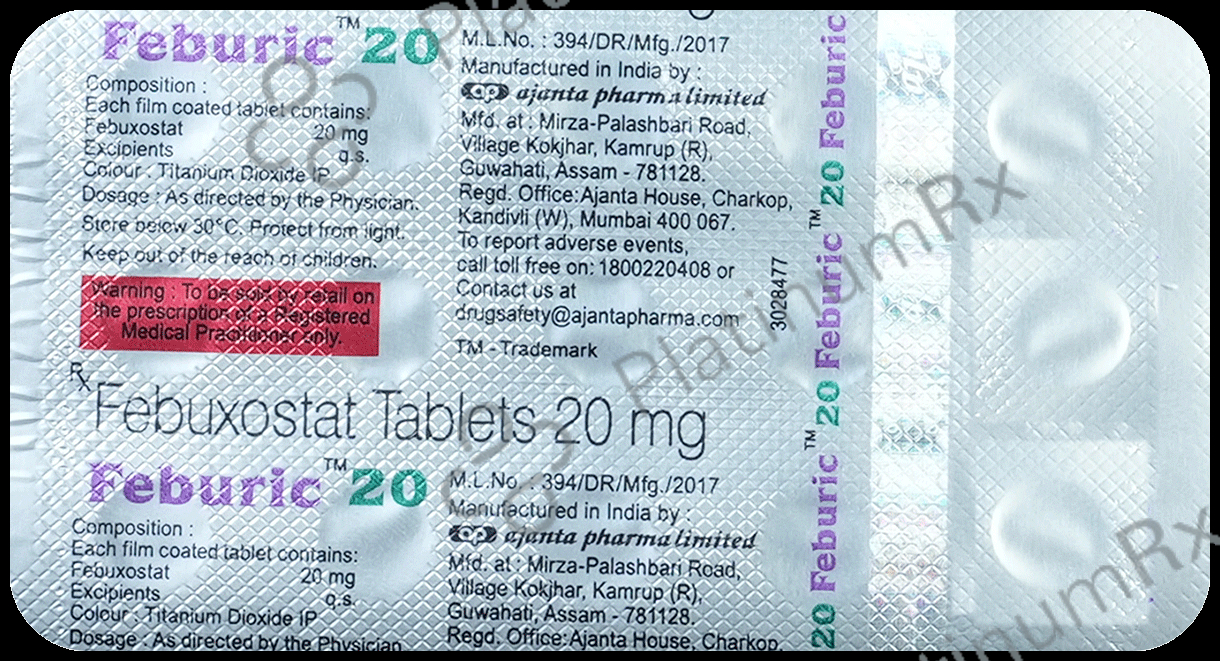 Feburic™ 20
Composition :
Each film coated tablet contains:
Febuxostat 20 mg
Excipients q.s.
Colour : Titanium Dioxide IP
Dosage : As directed by the Physician.
Store below 30°C. Protect from light.
Keep out of the reach of children.
Warning : To be sold by retail on
the prescription of a Registered
Medical Practitioner only.
M.L.No. : 394/DR/Mfg./2017
Manufactured in India by :
ap ajanta pharma limited
Mfd. at : Mirza-Palashbari Road,
Village Kokjhar, Kamrup (R),
Guwahati, Assam - 781128.
Regd. Office: Ajanta House, Charkop,
Kandivli (W), Mumbai 400 067.
To report adverse events,
call toll free on: 1800220408 or
Contact us at
drugsafety@ajantapharma.com
TM - Trademark
3028477
Rx Febuxostat Tablets 20 mg
Feburic™ 20
Composition :
Each film coated tablet contains:
Febuxostat 20 mg
Excipients q.s.
Colour : Titanium Dioxide IP
Dosage : As directed by the Physician
M.L.No. : 394/DR/Mfg./2017
Manufactured in India by :
ap ajanta pharma limited
Mfd. at : Mirza-Palashbari Road,
Village Kokjhar, Kamrup (R),
Guwahati, Assam - 781128.
Regd. Office: Ajanta House, Charkop,
20 Feburic™ 20 Feburic™ 20 Feburic
PlatinumRx